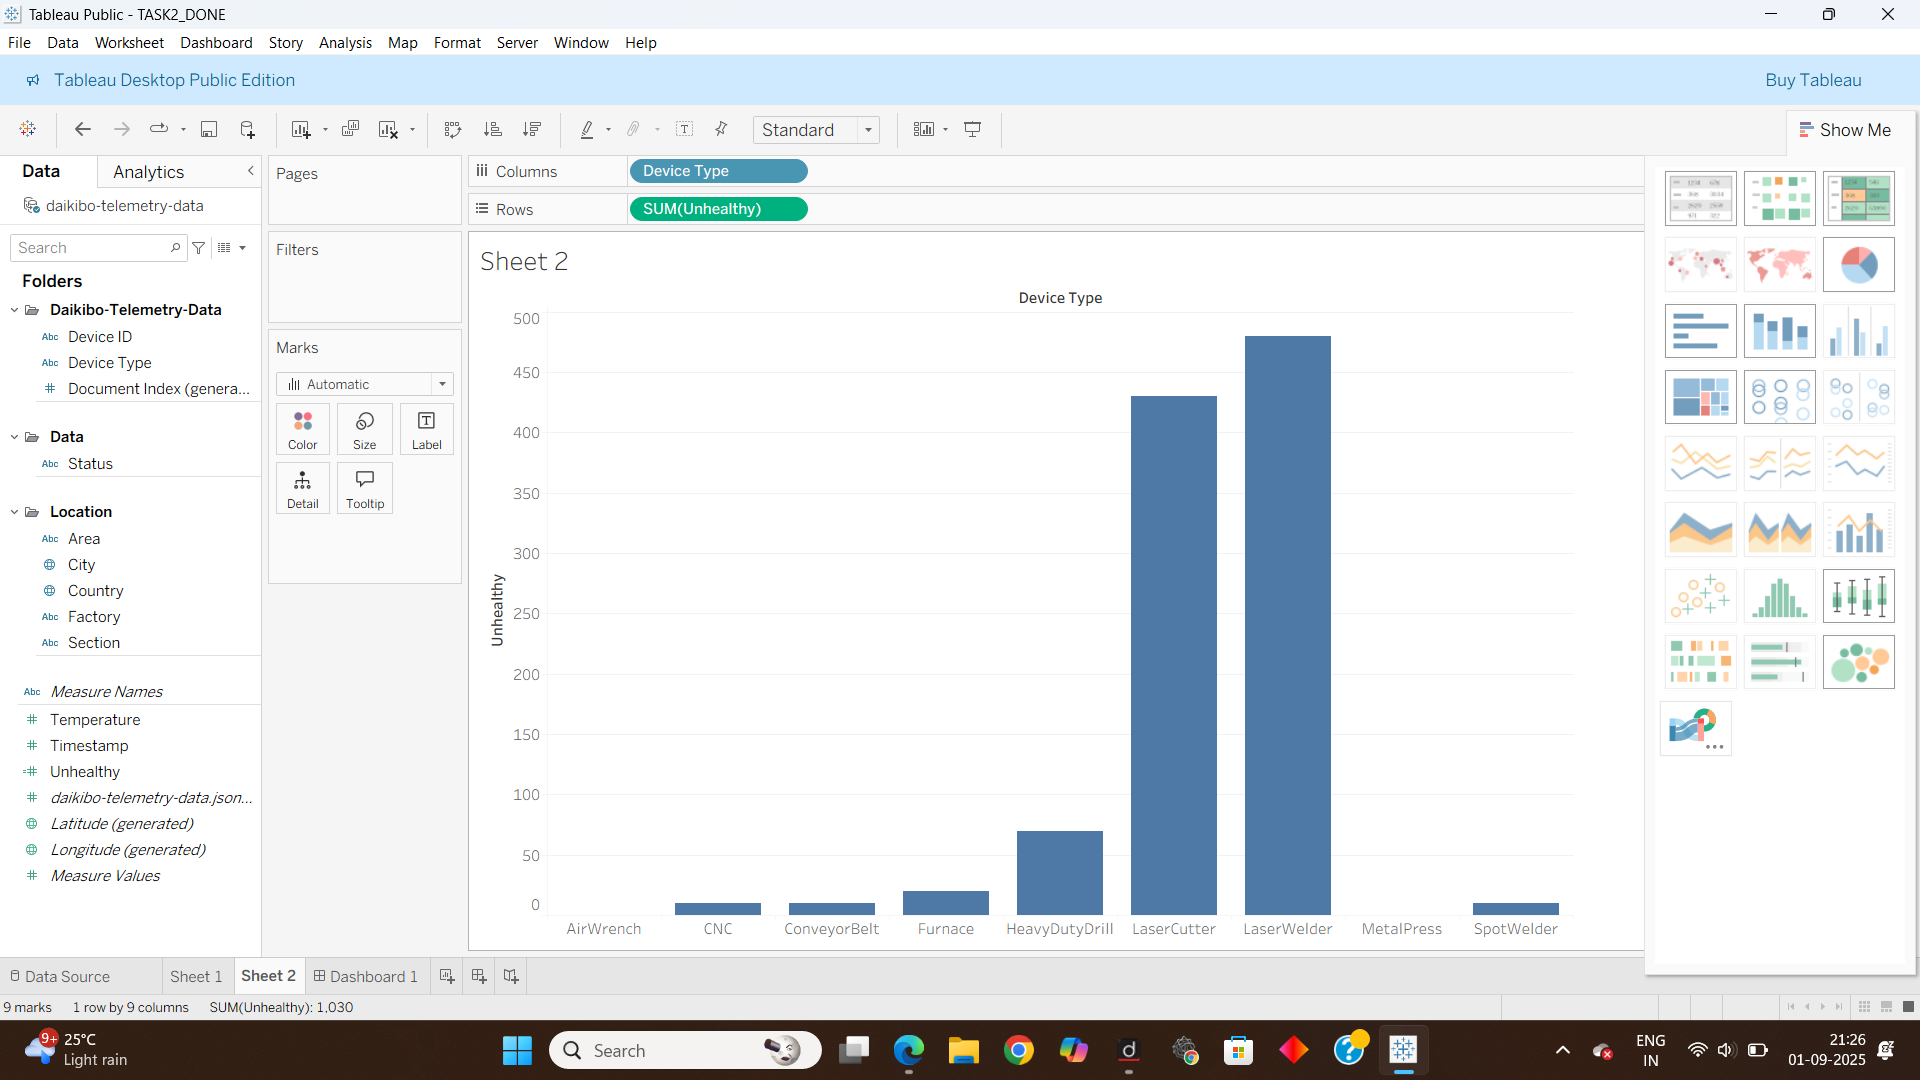 Tableau Public - TASK2_DONE
File Data Worksheet Dashboard Story Analysis Map Format Server Window Help
Tableau Desktop Public Edition
Buy Tableau
Standard
Show Me
Data Analytics
daikibo-telemetry-data
Search
Folders
Daikibo-Telemetry-Data
Abc Device ID
Abc Device Type
# Document Index (genera...
Data
Abc Status
Location
Abc Area
City
Country
Abc Factory
Abc Section
Abc Measure Names
# Temperature
# Timestamp
=# Unhealthy
# daikibo-telemetry-data.json...
Latitude (generated)
Longitude (generated)
# Measure Values
Pages
Filters
Marks
Automatic
Color Size Label
Detail Tooltip
Columns Device Type
Rows SUM(Unhealthy)
Sheet 2
Device Type
500
450
400
350
300
250
200
150
100
50
0
Unhealthy
AirWrench CNC ConveyorBelt Furnace HeavyDutyDrill LaserCutter LaserWelder MetalPress SpotWelder
Data Source Sheet 1 Sheet 2 Dashboard 1
9 marks 1 row by 9 columns SUM(Unhealthy): 1,030
9+
25°C
Light rain
Search
ENG
IN
21:26
01-09-2025